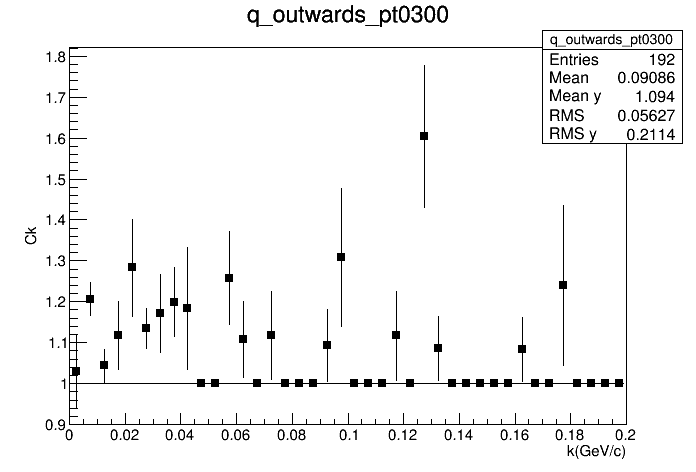 q_outwards_pt0300
q_outwards_pt0300
Entries 192
Mean 0.09086
Mean y 1.094
RMS 0.05627
RMS y 0.2114
Ck
1.8
1.7
1.6
1.5
1.4
1.3
1.2
1.1
1
0.9
0 0.02 0.04 0.06 0.08 0.1 0.12 0.14 0.16 0.18 0.2
k(GeV/c)